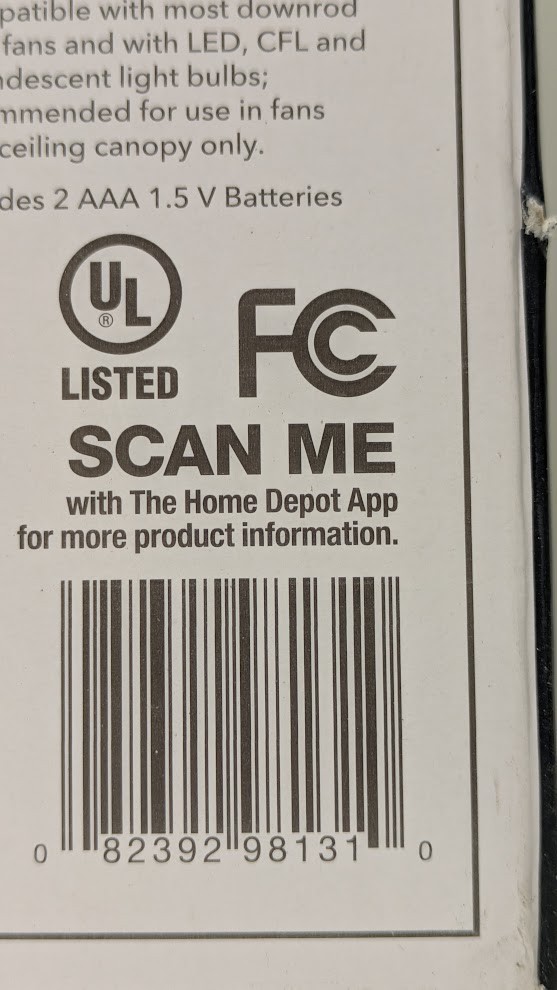 patible with most downrod
fans and with LED, CFL and
descent light bulbs;
mmended for use in fans
ceiling canopy only.
des 2 AAA 1.5 V Batteries
UL
®
LISTED
FC
SCAN ME
with The Home Depot App
for more product information.
0 82392 98131 0